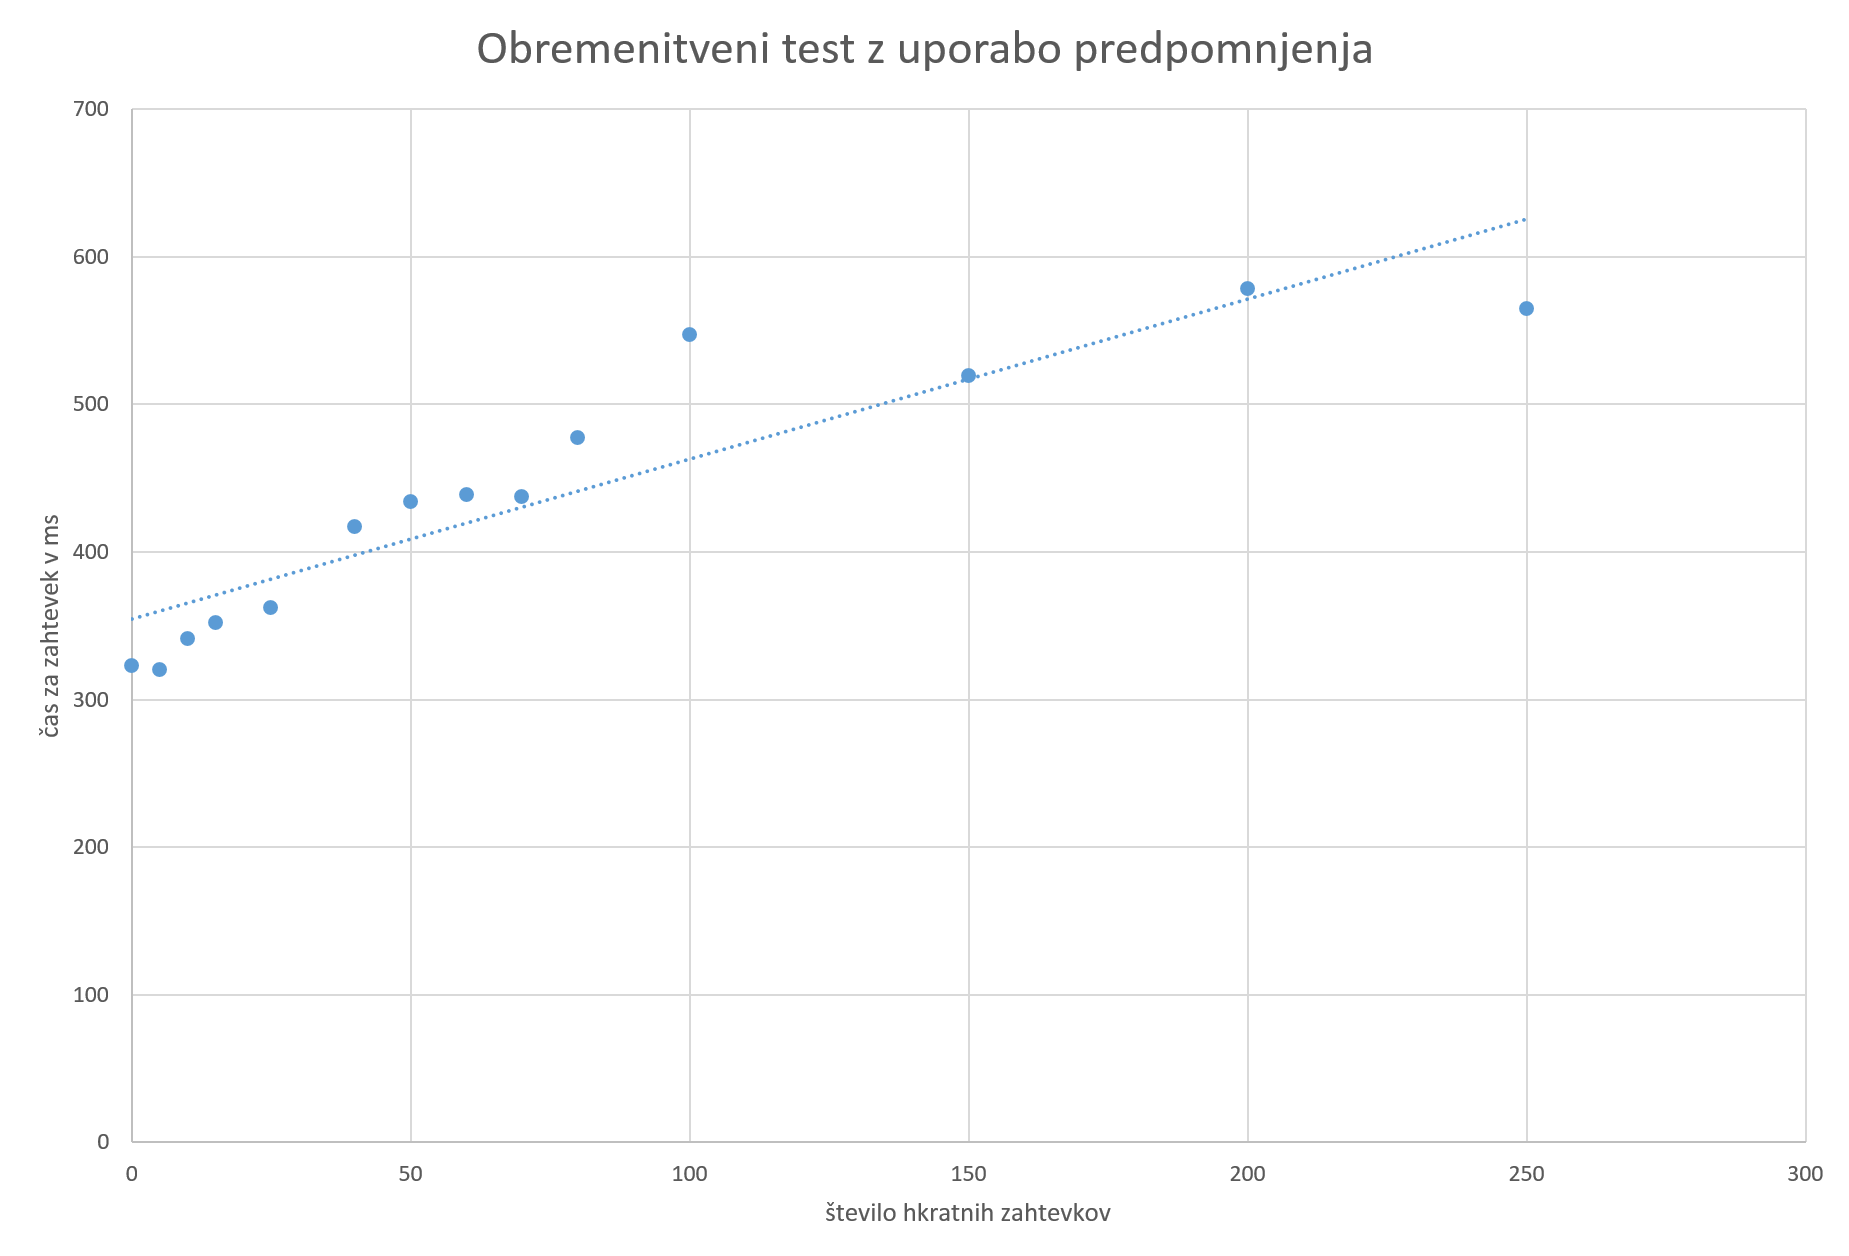 Obremenitveni test z uporabo predpomnjenja
700
600
500
400
300
200
100
0
čas za zahtevek v ms
0 50 100 150 200 250 300
število hkratnih zahtevkov